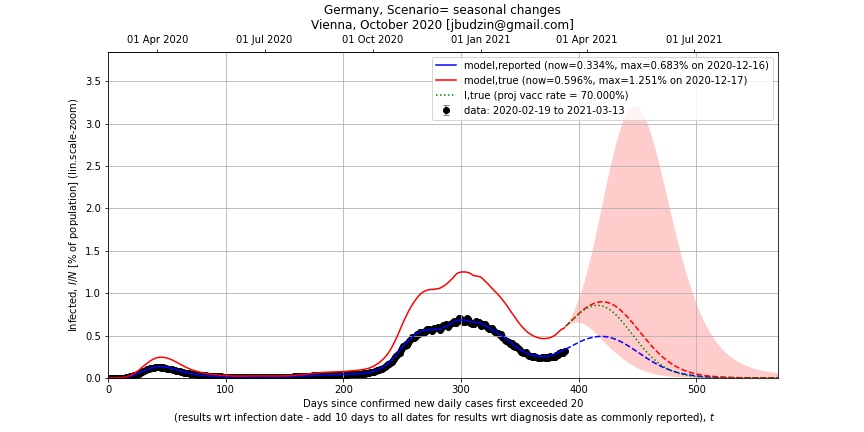 Germany, Scenario= seasonal changes
Vienna, October 2020 [jbudzin@gmail.com]
01 Apr 2020 01 Jul 2020 01 Oct 2020 01 Jan 2021 01 Apr 2021 01 Jul 2021
model,reported (now=0.334%, max=0.683% on 2020-12-16)
model,true (now=0.596%, max=1.251% on 2020-12-17)
I,true (proj vacc rate = 70.000%)
data: 2020-02-19 to 2021-03-13
Infected, I/N [% of population] (lin.scale-zoom)
3.5
3.0
2.5
2.0
1.5
1.0
0.5
0.0
0 100 200 300 400 500
Days since confirmed new daily cases first exceeded 20
(results wrt infection date - add 10 days to all dates for results wrt diagnosis date as commonly reported), t